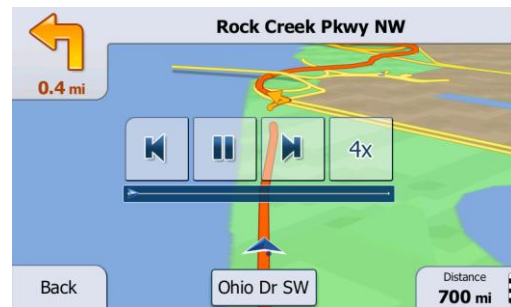 Rock Creek Pkwy NW
0.4 mi
4x
Back
Ohio Dr SW
Distance
700 mi